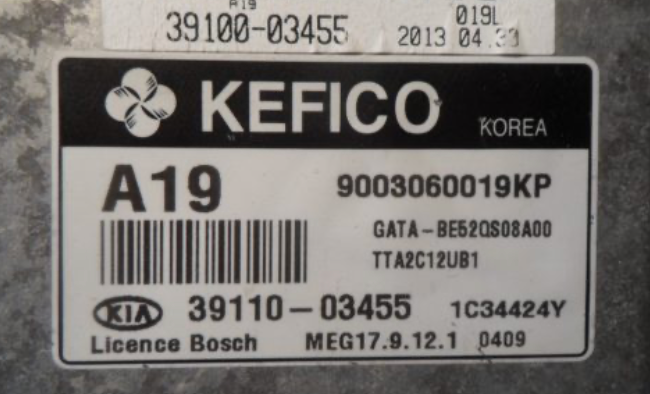 A19
39100-03455
019L
2013 04.
KEFICO KOREA
A19
9003060019KP
GATA-BE52QS08A00
TTA2C12UB1
KIA 39110-03455 1C34424Y
Licence Bosch MEG17.9.12.1 0409